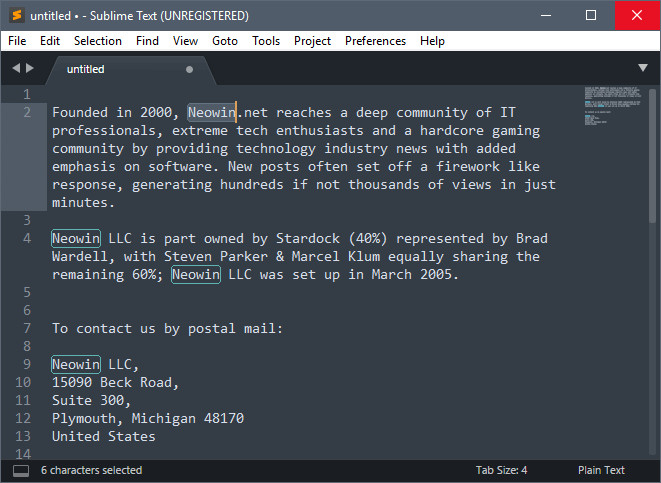 untitled • - Sublime Text (UNREGISTERED)
File Edit Selection Find View Goto Tools Project Preferences Help
untitled
1
2 Founded in 2000, Neowin.net reaches a deep community of IT
professionals, extreme tech enthusiasts and a hardcore gaming
community by providing technology industry news with added
emphasis on software. New posts often set off a firework like
response, generating hundreds if not thousands of views in just
minutes.
3
4 Neowin LLC is part owned by Stardock (40%) represented by Brad
Wardell, with Steven Parker & Marcel Klum equally sharing the
remaining 60%; Neowin LLC was set up in March 2005.
5
6
7 To contact us by postal mail:
8
9 Neowin LLC,
10 15090 Beck Road,
11 Suite 300,
12 Plymouth, Michigan 48170
13 United States
14
6 characters selected Tab Size: 4 Plain Text